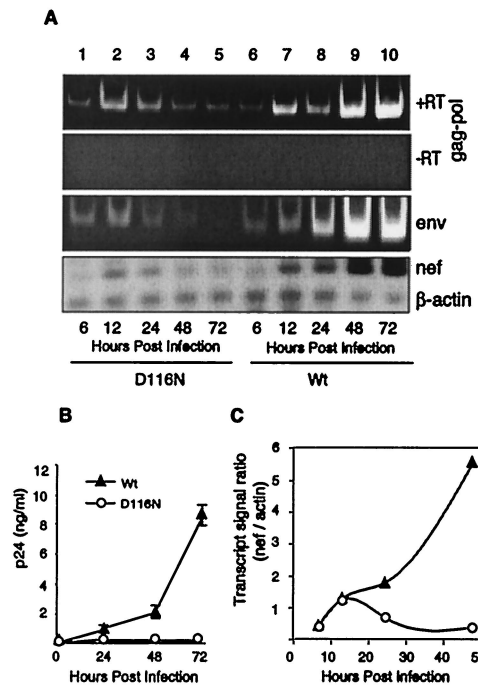 A
1 2 3 4 5 6 7 8 9 10
+RT
gag-pol
-RT
env
nef
β-actin
6 12 24 48 72 6 12 24 48 72
Hours Post Infection Hours Post Infection
D116N Wt
B
p24 (ng/ml)
12
10
8
6
4
2
Wt
D116N
0 24 48 72
Hours Post Infection
C
Transcript signal ratio
(nef / actin)
6
5
4
3
2
1
0
0 10 20 30 40
Hours Post Infection